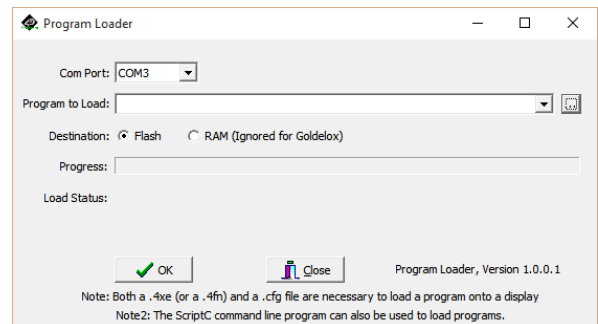 Program Loader
Com Port: COM3
Program to Load:
Destination: Flash RAM (Ignored for Goldelox)
Progress:
Load Status:
OK Close Program Loader, Version 1.0.0.1
Note: Both a .4xe (or a .4fn) and a .cfg file are necessary to load a program onto a display
Note2: The ScriptC command line program can also be used to load programs.